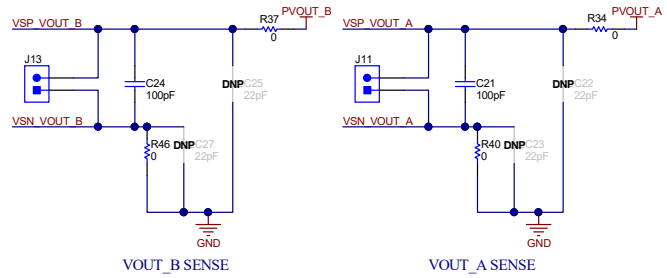 PVOUT_B
VSP_VOUT_B
R37
0
J13
C24
100pF
DNP C25
22pF
VSN_VOUT_B
R46
0
DNP C27
22pF
GND
VOUT_B SENSE
PVOUT_A
VSP_VOUT_A
R34
0
J11
C21
100pF
DNP C22
22pF
VSN_VOUT_A
R40
0
DNP C23
22pF
GND
VOUT_A SENSE